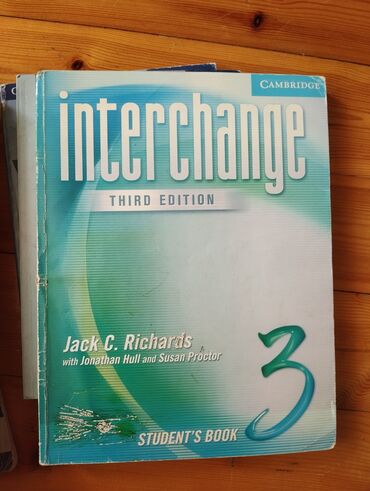 CAMBRIDGE
interchange
THIRD EDITION
Jack C. Richards
with Jonathan Hull and Susan Proctor
3
STUDENT'S BOOK